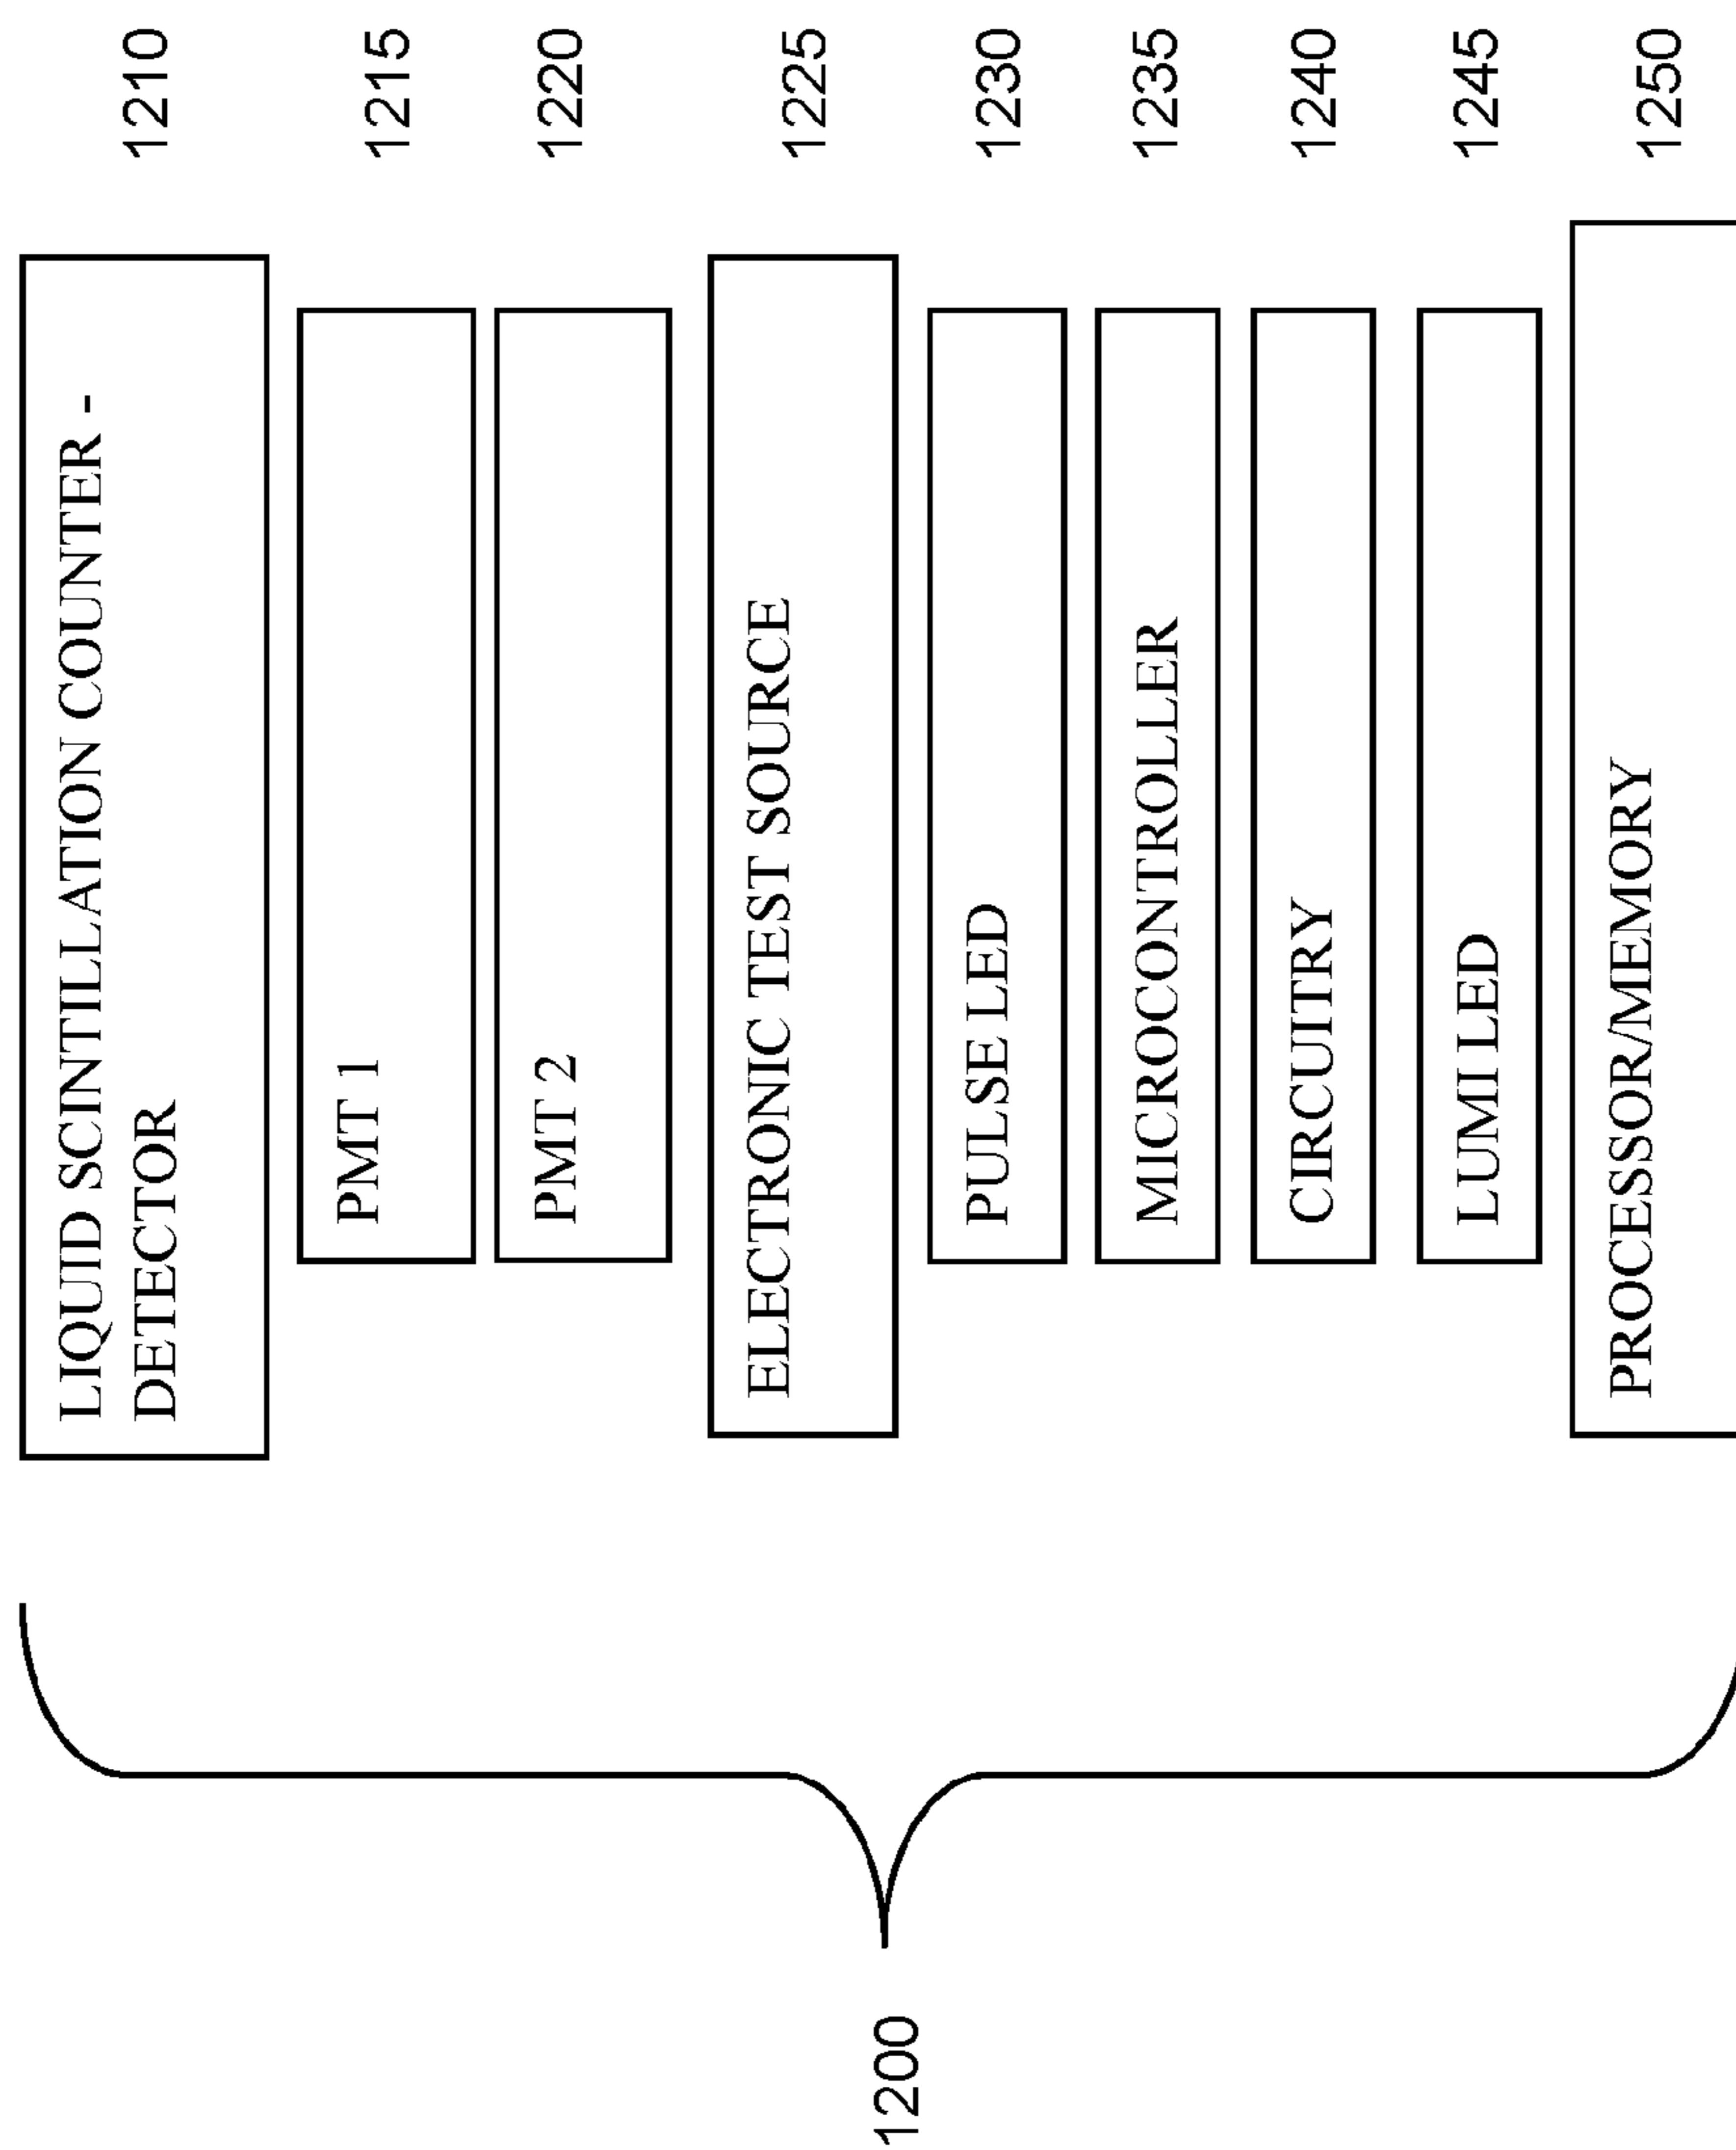 LIQUID SCINTILLATION COUNTER -
DETECTOR
1210
PMT 1
1215
PMT 2
1220
ELECTRONIC TEST SOURCE
1225
PULSE LED
1230
MICROCONTROLLER
1235
CIRCUITRY
1240
LUMI LED
1245
PROCESSOR/MEMORY
1250
1200